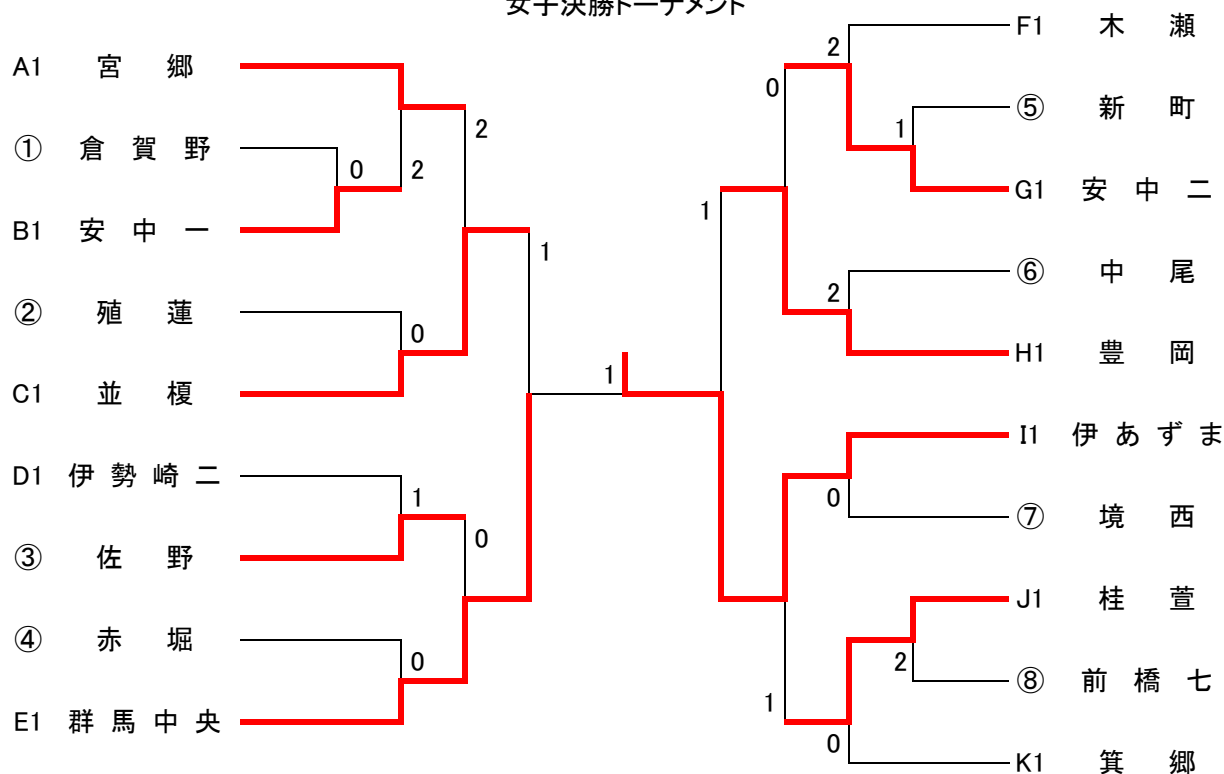 女子決勝トーナメント
A1 宮 郷
① 倉 賀 野
B1 安 中 一
② 殖 蓮
C1 並 榎
D1 伊 勢 崎 二
③ 佐 野
④ 赤 堀
E1 群 馬 中 央
0
2
2
0
1
1
0
0
1
2
0
1
1
2
0
1
2
0
F1 木 瀬
⑤ 新 町
G1 安 中 二
⑥ 中 尾
H1 豊 岡
I1 伊 あ ず ま
⑦ 境 西
J1 桂 萱
⑧ 前 橋 七
K1 箕 郷